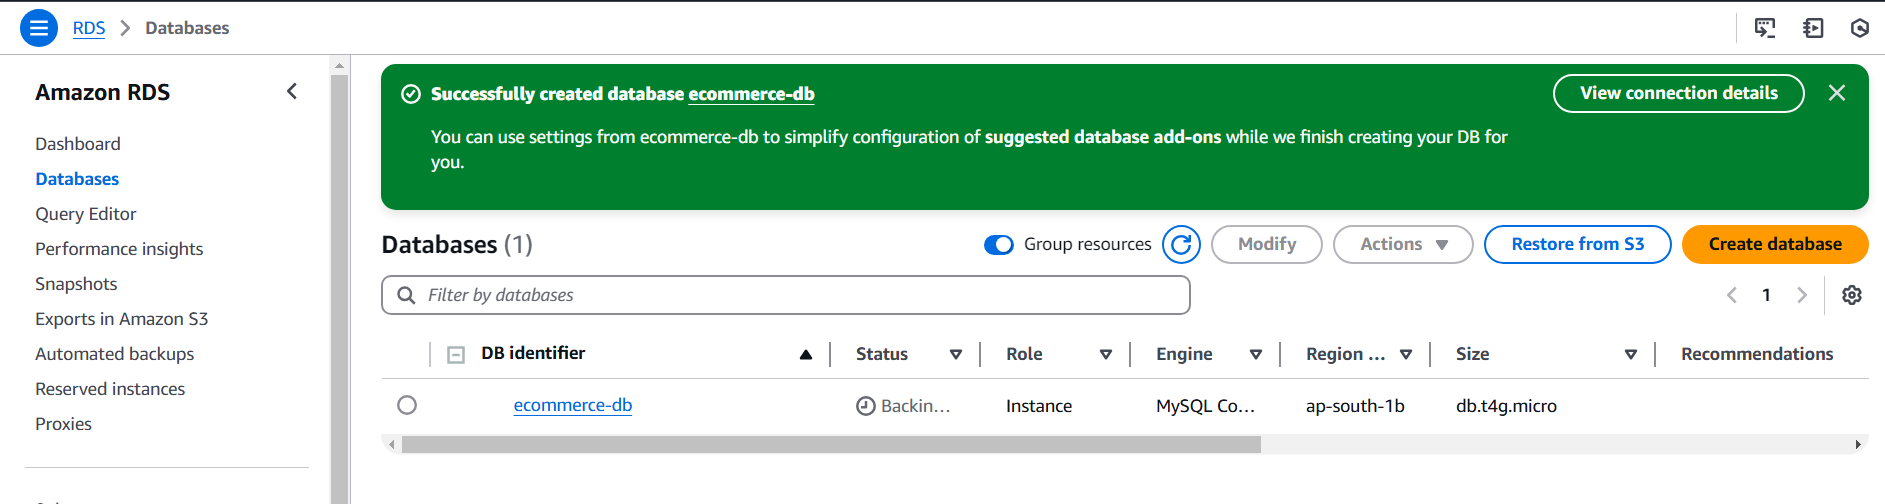 RDS > Databases
Amazon RDS
Dashboard
Databases
Query Editor
Performance insights
Snapshots
Exports in Amazon S3
Automated backups
Reserved instances
Proxies
Successfully created database ecommerce-db
View connection details
You can use settings from ecommerce-db to simplify configuration of suggested database add-ons while we finish creating your DB for
you.
Databases (1)
Group resources
Modify
Actions
Restore from S3
Create database
Filter by databases
1
DB identifier
Status
Role
Engine
Region ...
Size
Recommendations
ecommerce-db
Backin...
Instance
MySQL Co...
ap-south-1b
db.t4g.micro